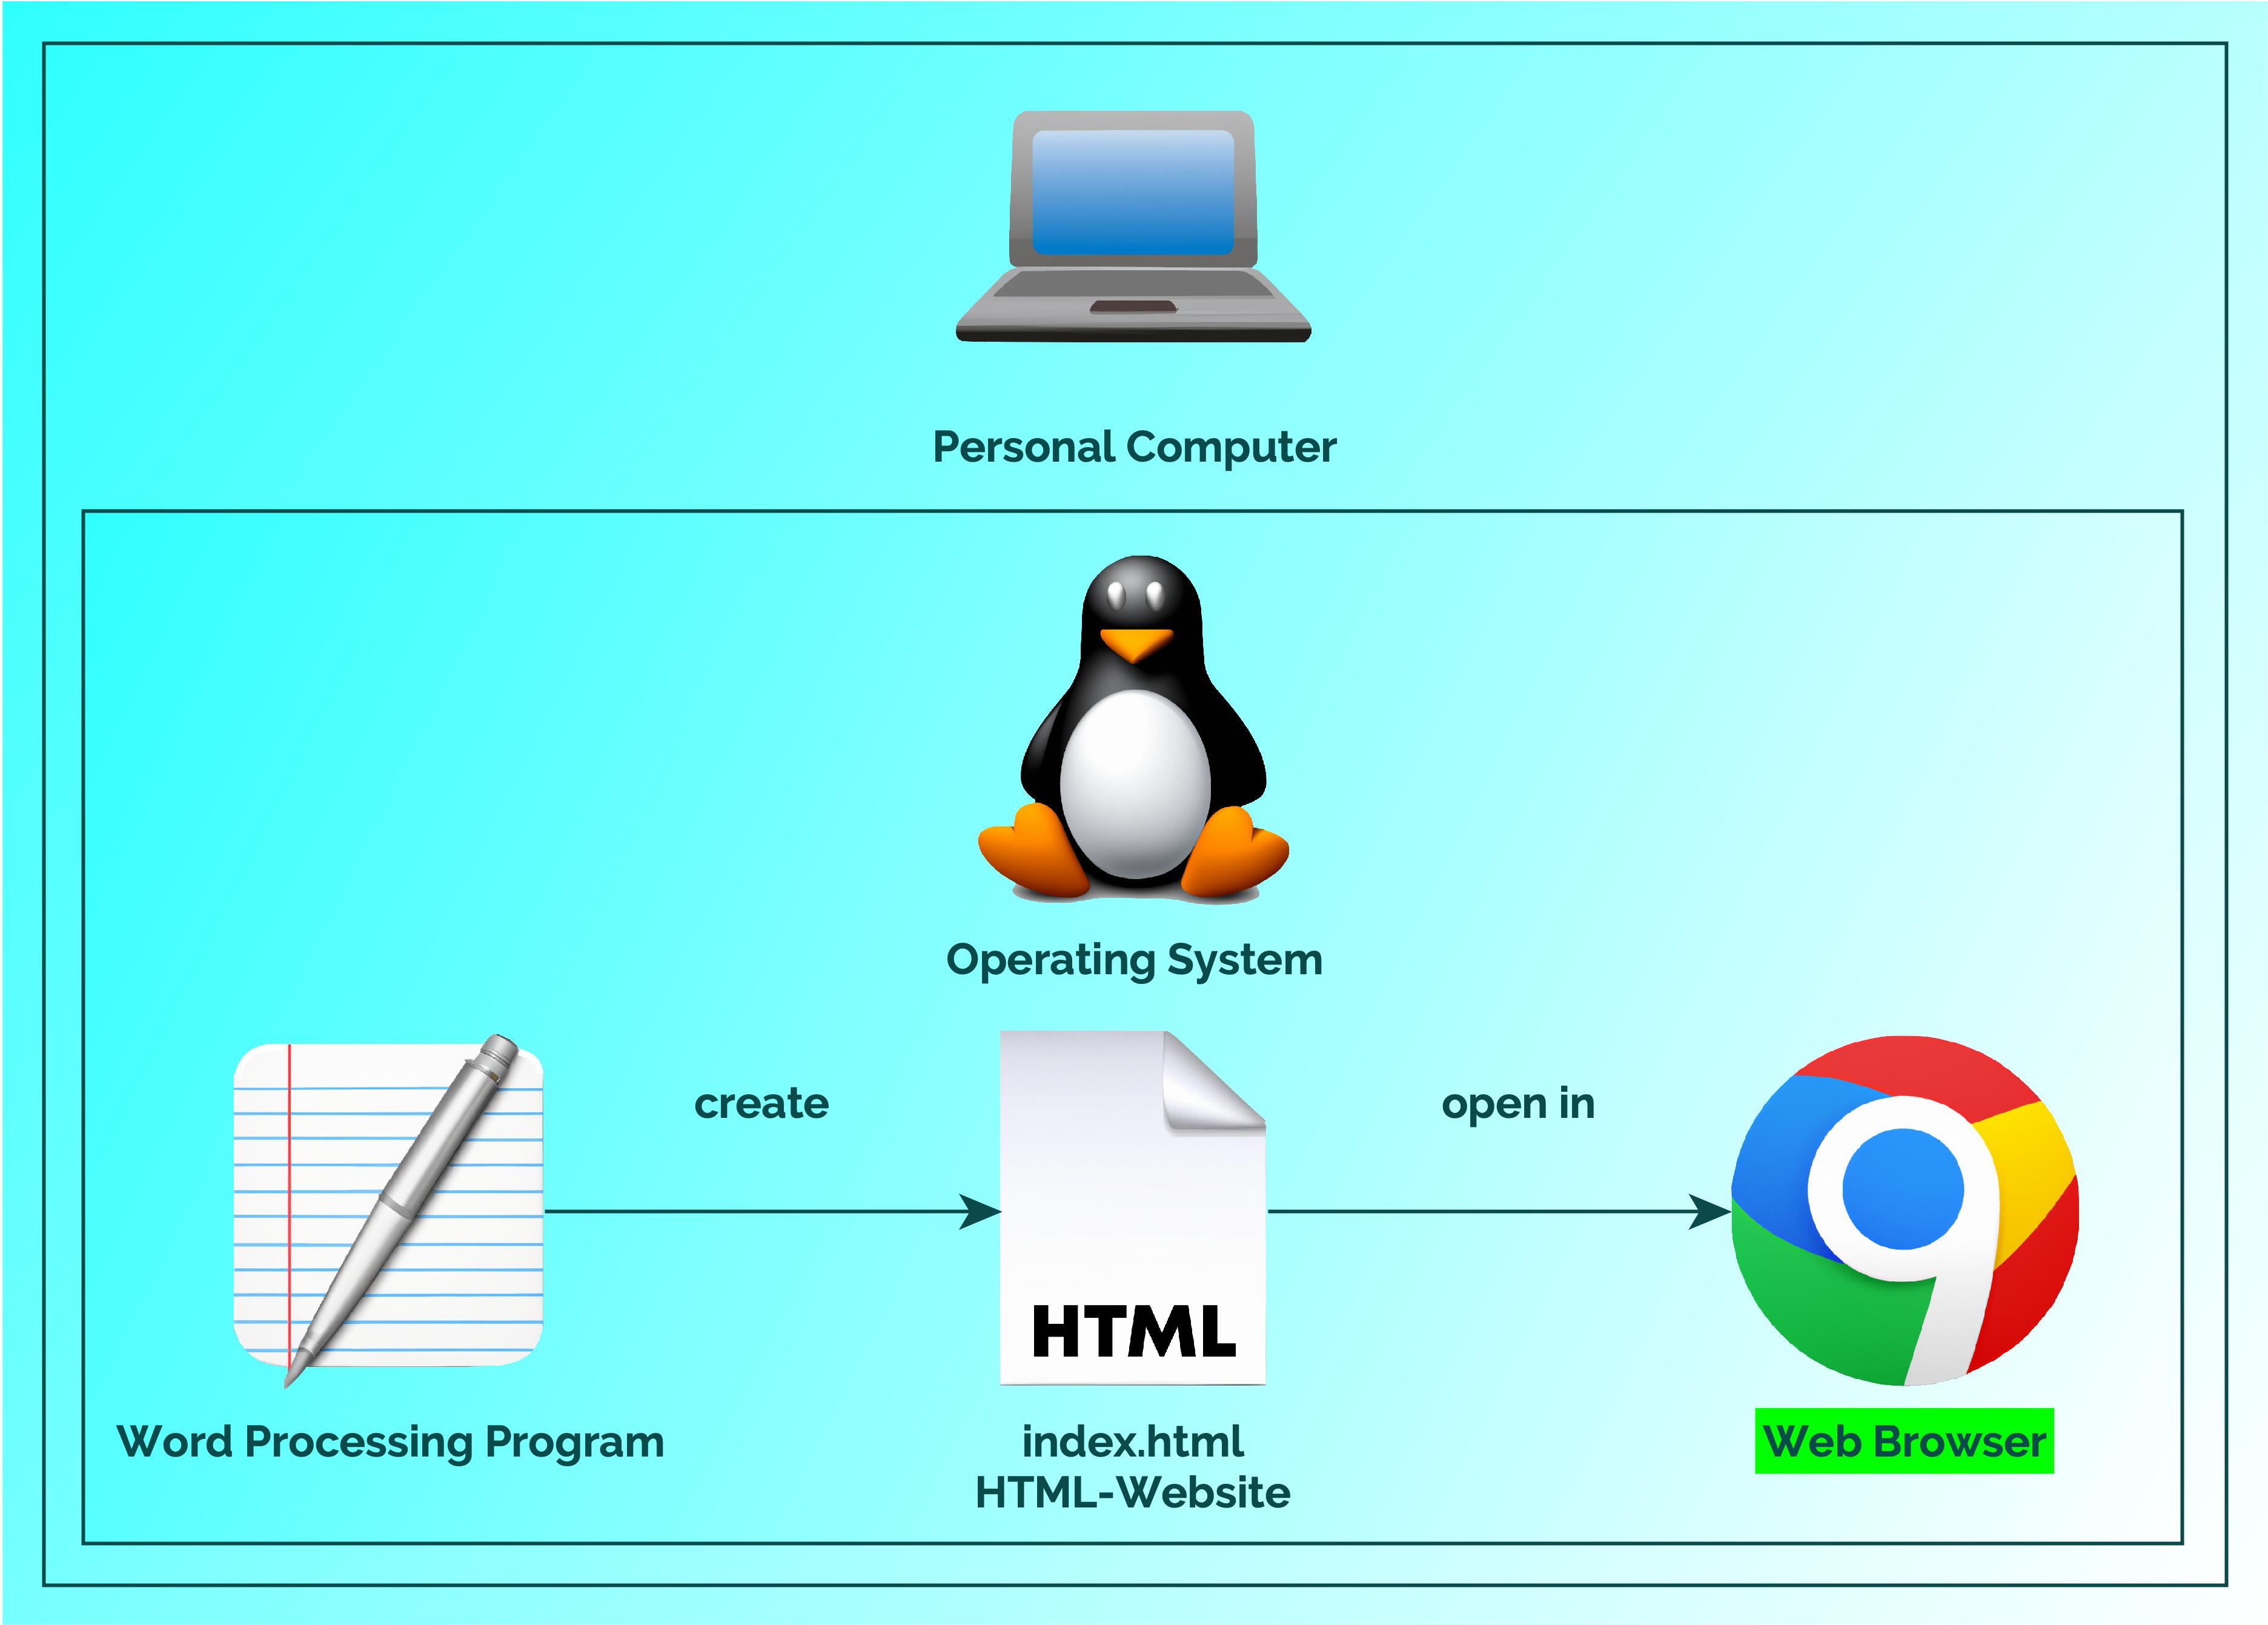 Personal Computer
Operating System
create
open in
HTML
Word Processing Program
index.html
HTML-Website
Web Browser